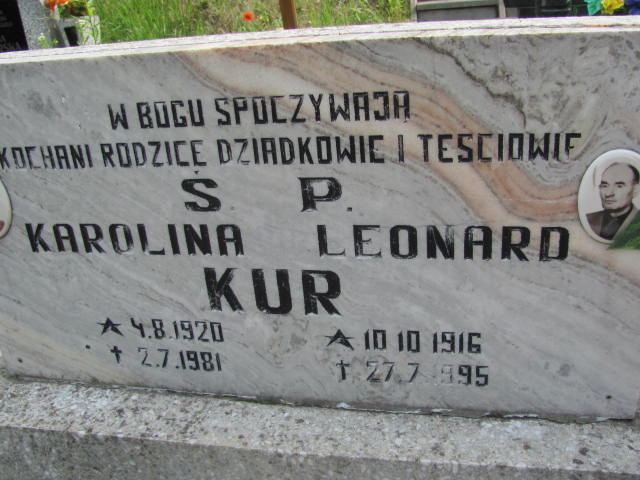 W BOGU SPOCZYWAJĄ
KOCHANI RODZICE DZIADKOWIE I TEŚCIOWIE
Ś. P.
KAROLINA LEONARD
KUR
4.8.1920 10 10 1916
† 2.7.1981 † 27.7.1995